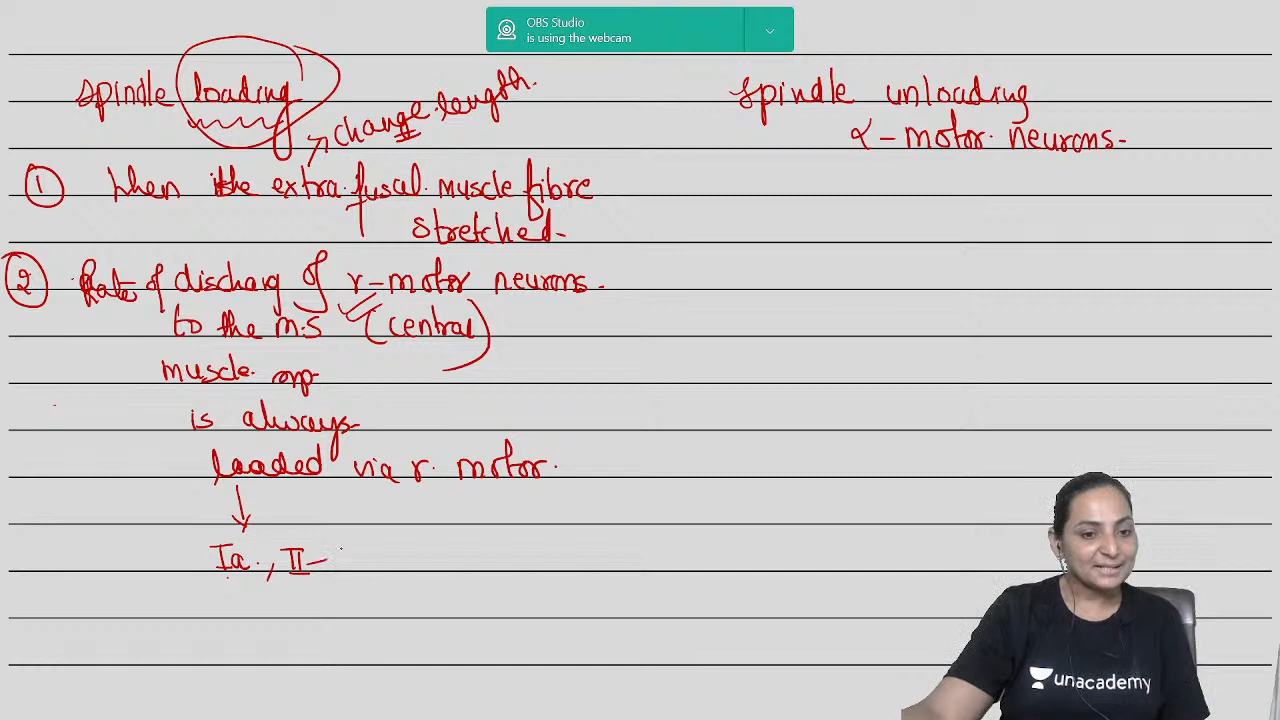 OBS Studio
is using the webcam
spindle loading
change length.
① When the extra fusal muscle fibre
stretched-
② Rate of discharg of r-motor neurons.
to the m.s (central)
muscle
is always
loaded via r. motor.
Ia., II-
spindle unloading
α-motor neurons-
unacademy